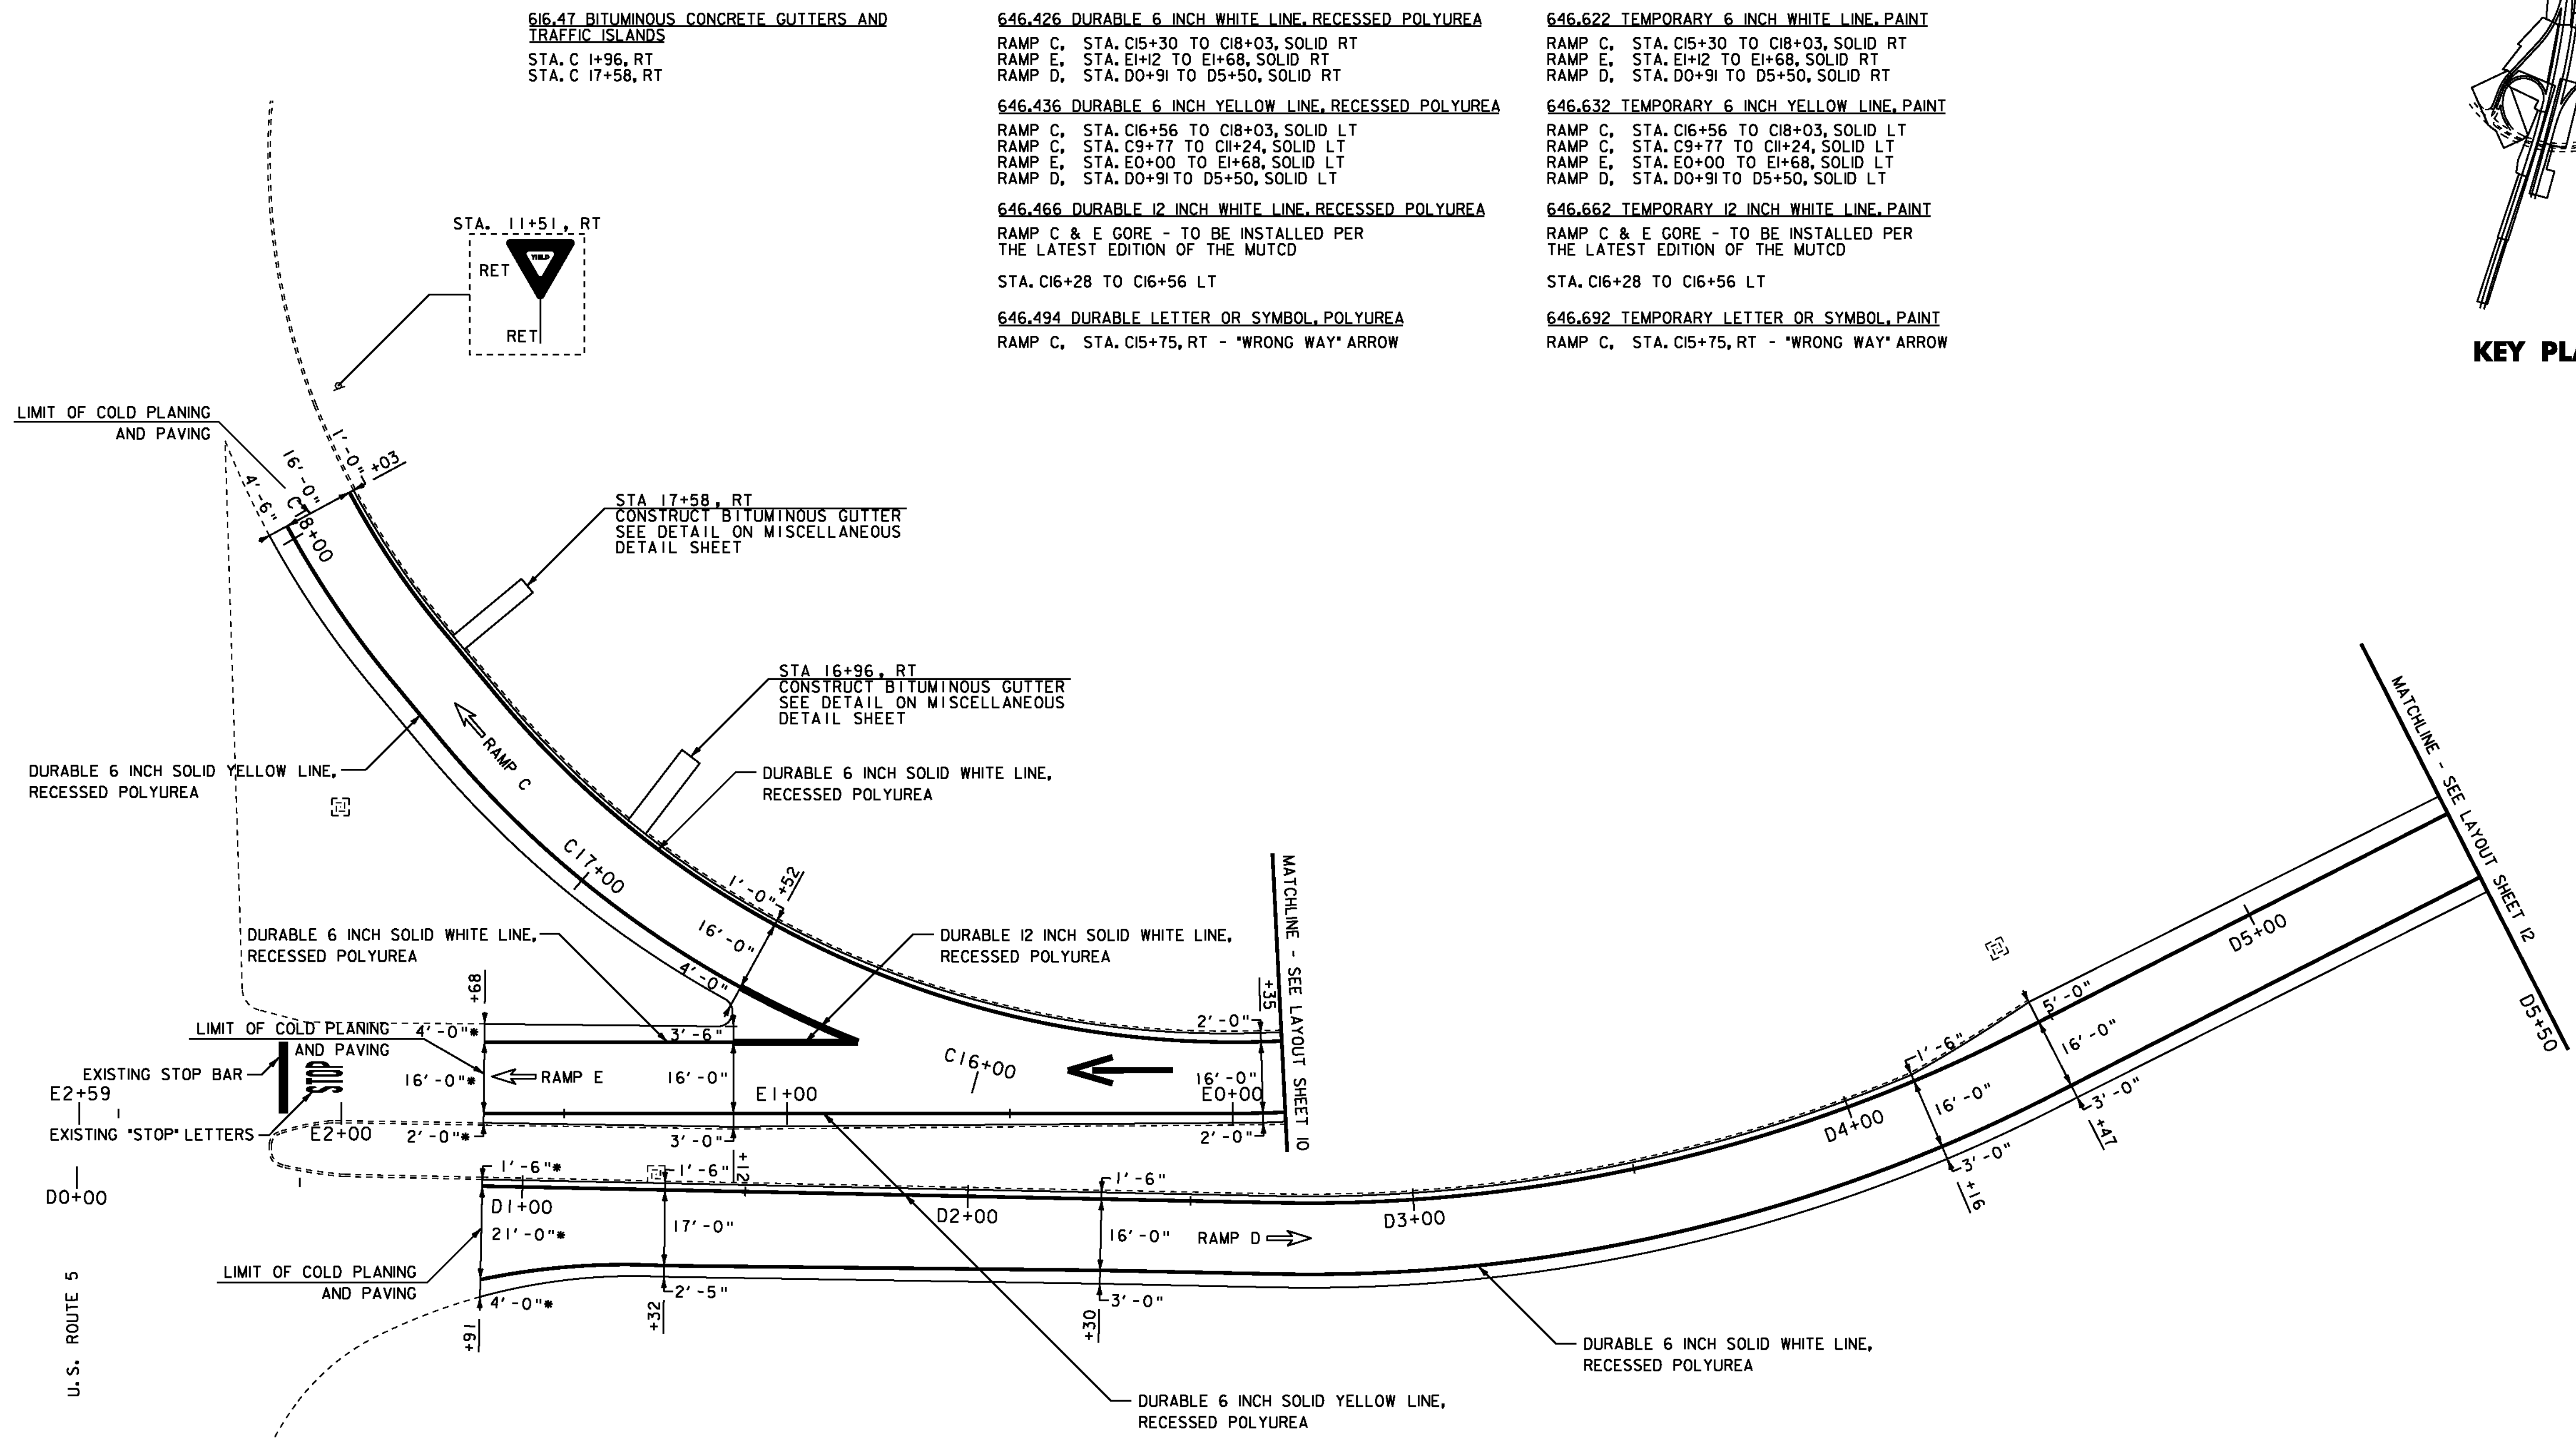 616.47 BITUMINOUS CONCRETE GUTTERS AND
TRAFFIC ISLANDS
STA. C 1+96, RT
STA. C 17+58, RT
646.426 DURABLE 6 INCH WHITE LINE, RECESSED POLYUREA
RAMP C, STA. C15+30 TO C18+03, SOLID RT
RAMP E, STA. E1+12 TO E1+68, SOLID RT
RAMP D, STA. D0+91 TO D5+50, SOLID RT
646.436 DURABLE 6 INCH YELLOW LINE, RECESSED POLYUREA
RAMP C, STA. C16+56 TO C18+03, SOLID LT
RAMP C, STA. C9+77 TO C11+24, SOLID LT
RAMP E, STA. E0+00 TO E1+68, SOLID LT
RAMP D, STA. D0+91 TO D5+50, SOLID LT
646.466 DURABLE 12 INCH WHITE LINE, RECESSED POLYUREA
RAMP C & E GORE - TO BE INSTALLED PER
THE LATEST EDITION OF THE MUTCD
STA. C16+28 TO C16+56 LT
646.494 DURABLE LETTER OR SYMBOL, POLYUREA
RAMP C, STA. C15+75, RT - "WRONG WAY" ARROW
646.622 TEMPORARY 6 INCH WHITE LINE, PAINT
RAMP C, STA. C15+30 TO C18+03, SOLID RT
RAMP E, STA. E1+12 TO E1+68, SOLID RT
RAMP D, STA. D0+91 TO D5+50, SOLID RT
646.632 TEMPORARY 6 INCH YELLOW LINE, PAINT
RAMP C, STA. C16+56 TO C18+03, SOLID LT
RAMP C, STA. C9+77 TO C11+24, SOLID LT
RAMP E, STA. E0+00 TO E1+68, SOLID LT
RAMP D, STA. D0+91 TO D5+50, SOLID LT
646.662 TEMPORARY 12 INCH WHITE LINE, PAINT
RAMP C & E GORE - TO BE INSTALLED PER
THE LATEST EDITION OF THE MUTCD
STA. C16+28 TO C16+56 LT
646.692 TEMPORARY LETTER OR SYMBOL, PAINT
RAMP C, STA. C15+75, RT - "WRONG WAY" ARROW
KEY PLA
STA. 11+51, RT
YIELD
RET
RET
LIMIT OF COLD PLANING
AND PAVING
1'-0"
+03
16'-0"
4'-6"
C18+00
STA 17+58, RT
CONSTRUCT BITUMINOUS GUTTER
SEE DETAIL ON MISCELLANEOUS
DETAIL SHEET
STA 16+96, RT
CONSTRUCT BITUMINOUS GUTTER
SEE DETAIL ON MISCELLANEOUS
DETAIL SHEET
RAMP C
DURABLE 6 INCH SOLID YELLOW LINE,
RECESSED POLYUREA
DURABLE 6 INCH SOLID WHITE LINE,
RECESSED POLYUREA
C17+00
1'-0"
+52
16'-0"
4'-0"
DURABLE 6 INCH SOLID WHITE LINE,
RECESSED POLYUREA
DURABLE 12 INCH SOLID WHITE LINE,
RECESSED POLYUREA
MATCHLINE - SEE LAYOUT SHEET 10
MATCHLINE - SEE LAYOUT SHEET 12
D5+50
+68
+35
4'-0"*
3'-6"
2'-0"
LIMIT OF COLD PLANING
AND PAVING
STOP
EXISTING STOP BAR
E2+59
16'-0"*
RAMP E
16'-0"
E1+00
C16+00
16'-0"
E0+00
EXISTING "STOP" LETTERS
E2+00
2'-0"*
3'-0"
2'-0"
+12
D0+00
1'-6"*
1'-6"
1'-6"
D1+00
21'-0"*
17'-0"
D2+00
16'-0"
RAMP D
D3+00
D4+00
1'-6"
16'-0"
3'-0"
+16
5'-0"
16'-0"
3'-0"
+47
D5+00
LIMIT OF COLD PLANING
AND PAVING
4'-0"*
2'-5"
3'-0"
+91
+32
+30
U.S. ROUTE 5
DURABLE 6 INCH SOLID WHITE LINE,
RECESSED POLYUREA
DURABLE 6 INCH SOLID YELLOW LINE,
RECESSED POLYUREA